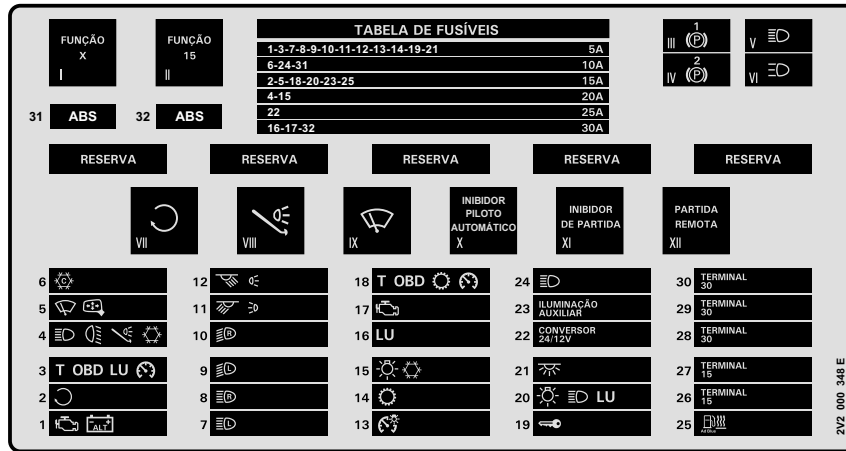 FUNÇÃO
X
I
FUNÇÃO
15
II
TABELA DE FUSÍVEIS
1-3-7-8-9-10-11-12-13-14-19-21 5A
6-24-31 10A
2-5-18-20-23-25 15A
4-15 20A
22 25A
16-17-32 30A
1
III (P)
V
2
IV (P)
VI
31 ABS
32 ABS
RESERVA
RESERVA
RESERVA
RESERVA
RESERVA
VII
VIII
IX
INIBIDOR
PILOTO
AUTOMÁTICO
X
INIBIDOR
DE PARTIDA
XI
PARTIDA
REMOTA
XII
6 C
5
4
3 T OBD LU
2
1 ALT
12
11
10 R
9 L
8 R
7 L
18 T OBD
17
16 LU
15
14
13
24
23 ILUMINAÇÃO
AUXILIAR
22 CONVERSOR
24/12V
21
20 LU
19
30 TERMINAL
30
29 TERMINAL
30
28 TERMINAL
30
27 TERMINAL
15
26 TERMINAL
15
25 AdBlue
2V2 000 348 E